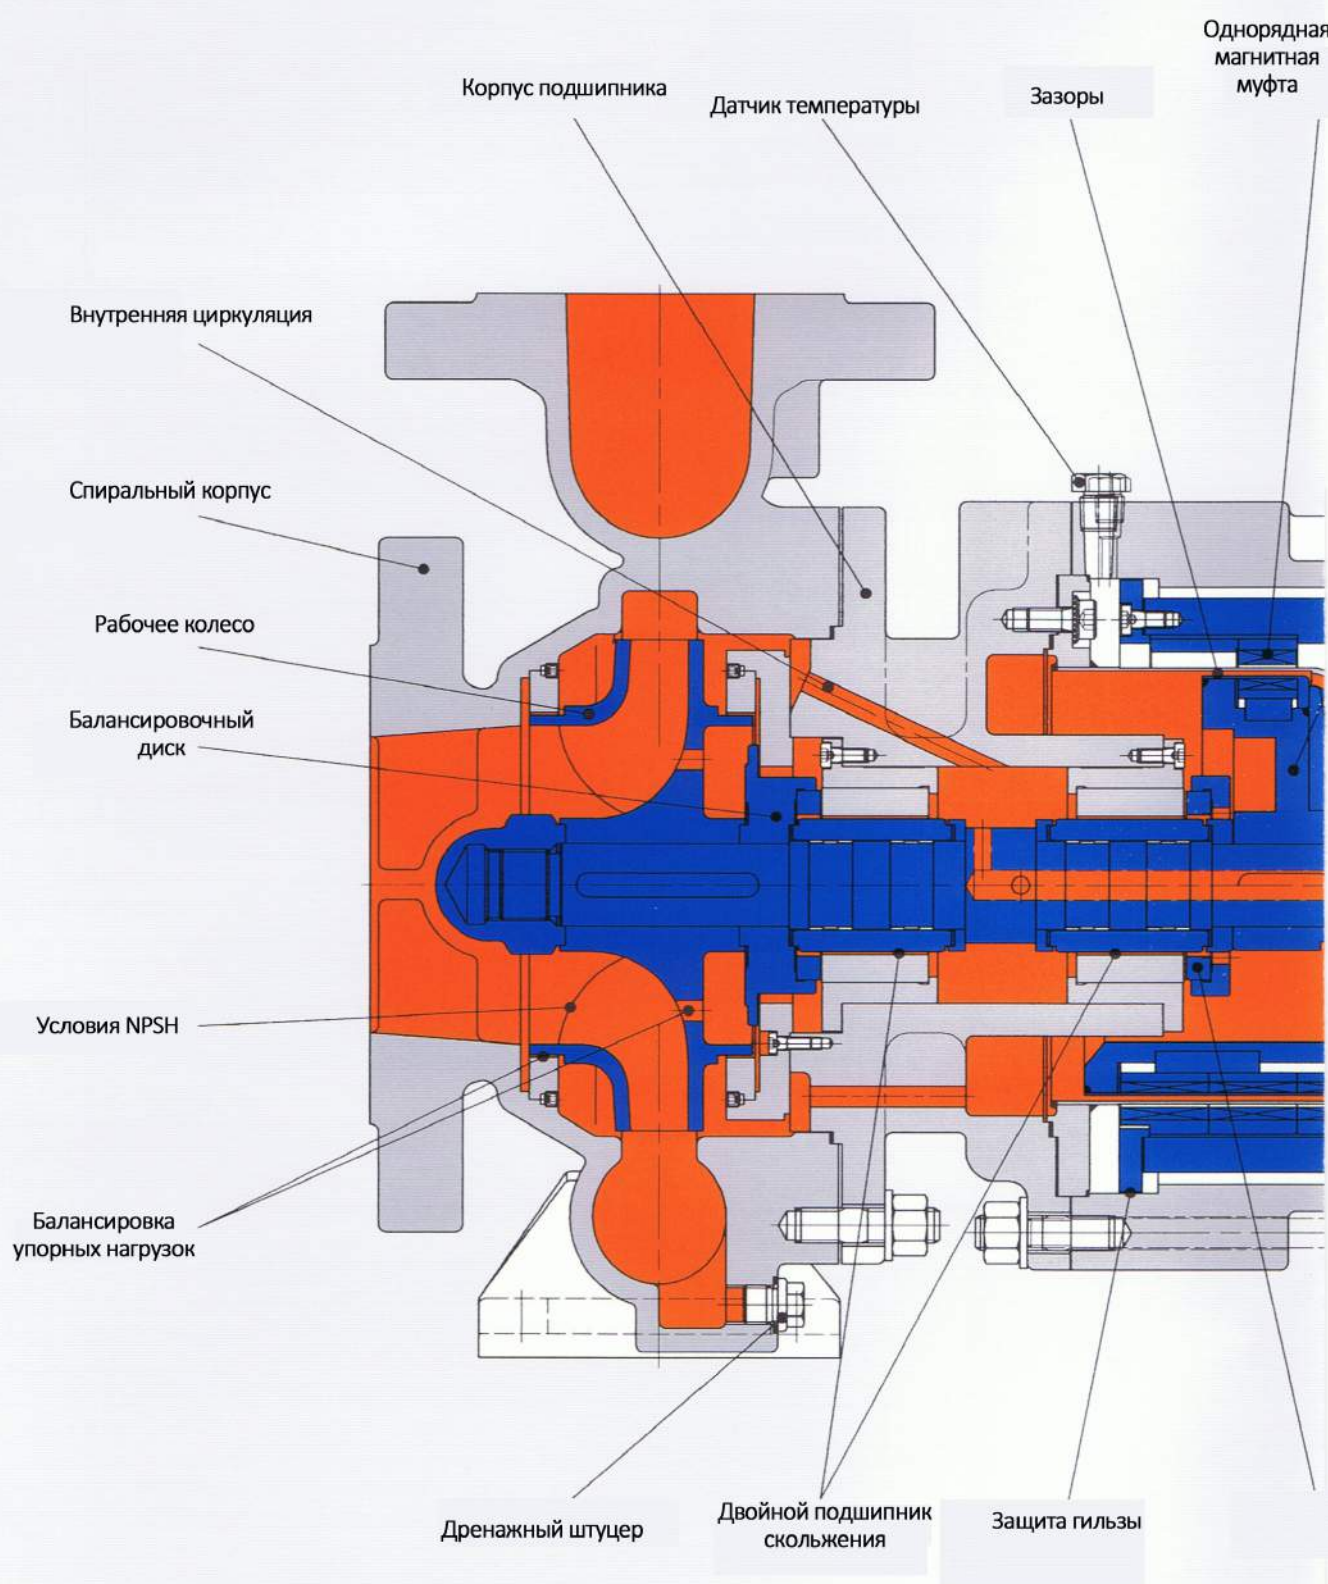 Однорядная
магнитная
муфта
Корпус подшипника
Датчик температуры
Зазоры
Внутренняя циркуляция
Спиральный корпус
Рабочее колесо
Балансировочный
диск
Условия NPSH
Балансировка
упорных нагрузок
Дренажный штуцер
Двойной подшипник
скольжения
Защита гильзы